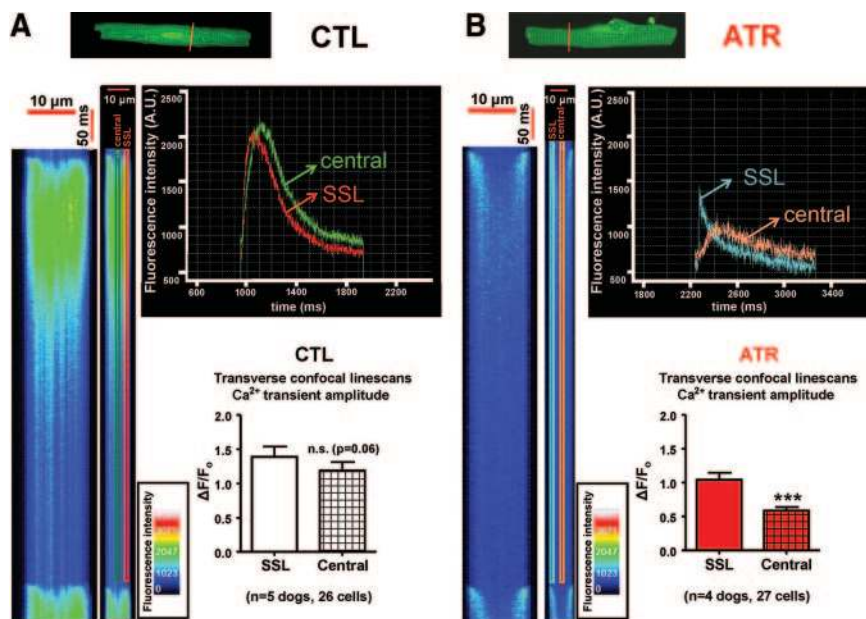 A
CTL
10 µm
50 ms
10 µm
central
SSL
Fluorescence intensity (A.U.)
2500
2000
1500
1000
500
central
SSL
600
1000
1400
1800
2200
time (ms)
CTL
Transverse confocal linescans
Ca²⁺ transient amplitude
ΔF/Fₒ
2.0
1.5
1.0
0.5
0.0
n.s. (p=0.06)
SSL
Central
(n=5 dogs, 26 cells)
Fluorescence intensity
2047
1023
0
B
ATR
10 µm
50 ms
10 µm
SSL
central
Fluorescence intensity (A.U.)
2500
2000
1500
1000
500
SSL
central
1800
2200
2600
3000
3400
time (ms)
ATR
Transverse confocal linescans
Ca²⁺ transient amplitude
ΔF/Fₒ
2.0
1.5
1.0
0.5
0.0
***
SSL
Central
(n=4 dogs, 27 cells)
Fluorescence intensity
2047
1023
0